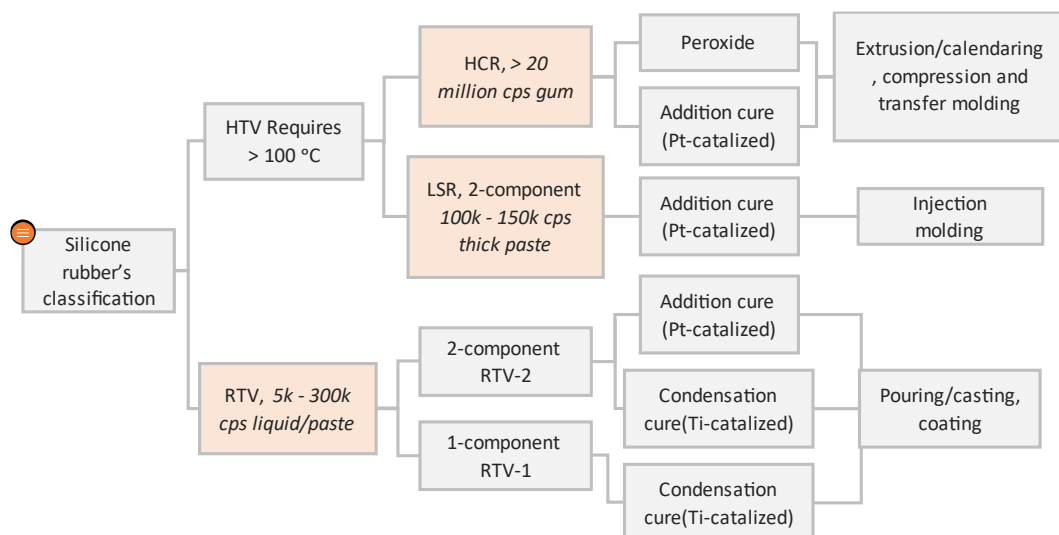 Silicone
rubber's
classification
HTV Requires
> 100 °C
HCR, > 20
million cps gum
Peroxide
Addition cure
(Pt-catalized)
Extrusion/calendaring
, compression and
transfer molding
LSR, 2-component
100k - 150k cps
thick paste
Addition cure
(Pt-catalized)
Injection
molding
RTV, 5k - 300k
cps liquid/paste
2-component
RTV-2
Addition cure
(Pt-catalized)
Condensation
cure(Ti-catalized)
1-component
RTV-1
Condensation
cure(Ti-catalized)
Pouring/casting,
coating